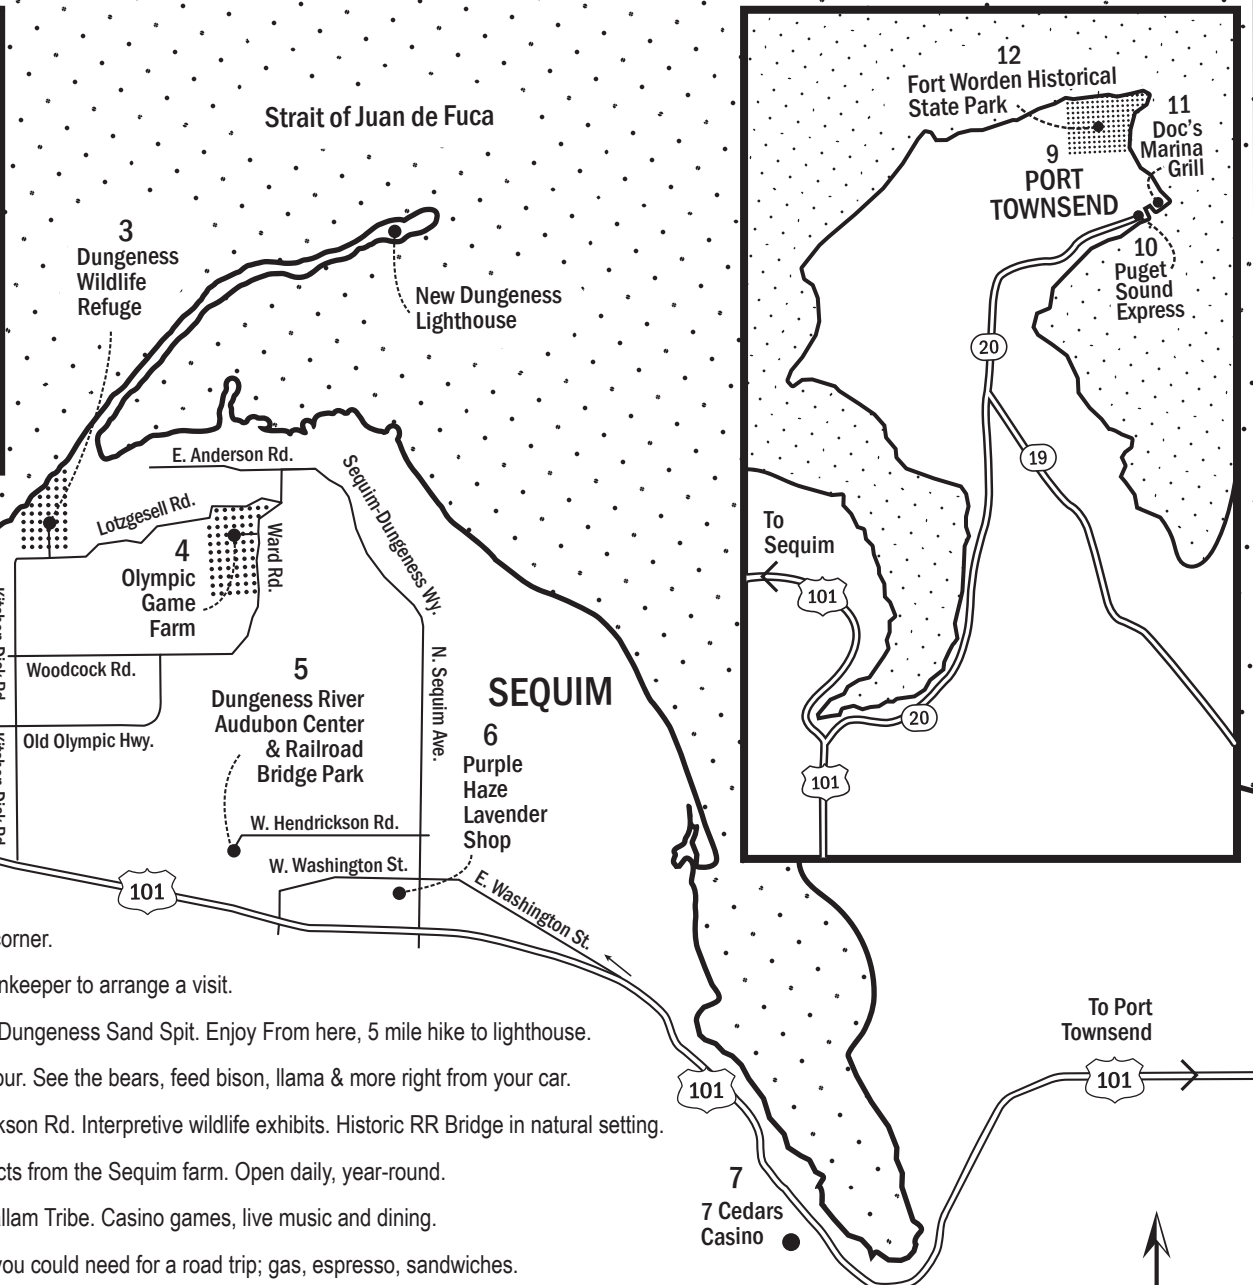 Strait of Juan de Fuca
3
Dungeness
Wildlife
Refuge
New Dungeness
Lighthouse
E. Anderson Rd.
Lotzgesell Rd.
Ward Rd.
Sequim-Dungeness Wy.
4
Olympic
Game
Farm
Woodcock Rd.
Old Olympic Hwy.
5
Dungeness River
Audubon Center
& Railroad
Bridge Park
N. Sequim Ave.
SEQUIM
6
Purple
Haze
Lavender
Shop
W. Hendrickson Rd.
W. Washington St.
E. Washington St.
101
101
7
7 Cedars
Casino
To Port
Townsend
101
12
Fort Worden Historical
State Park
11
Doc's
Marina
Grill
9
PORT
TOWNSEND
10
Puget
Sound
Express
20
19
To
Sequim
101
20
101
corner.
to arrange a visit.
Dungeness Sand Spit. Enjoy From here, 5 mile hike to lighthouse.
See the bears, feed bison, llama & more right from your car.
Rd. Interpretive wildlife exhibits. Historic RR Bridge in natural setting.
from the Sequim farm. Open daily, year-round.
Tribe. Casino games, live music and dining.
you could need for a road trip; gas, espresso, sandwiches.